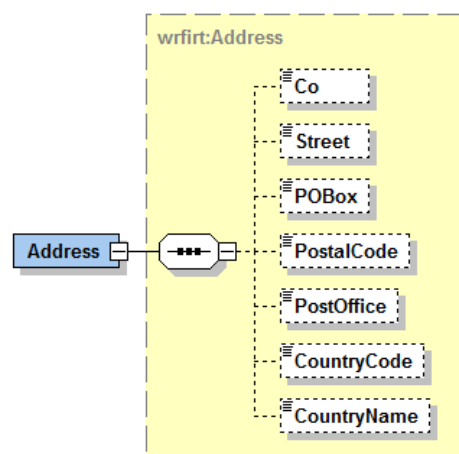 wrfirt:Address
Co
Street
POBox
Address
PostalCode
PostOffice
CountryCode
CountryName